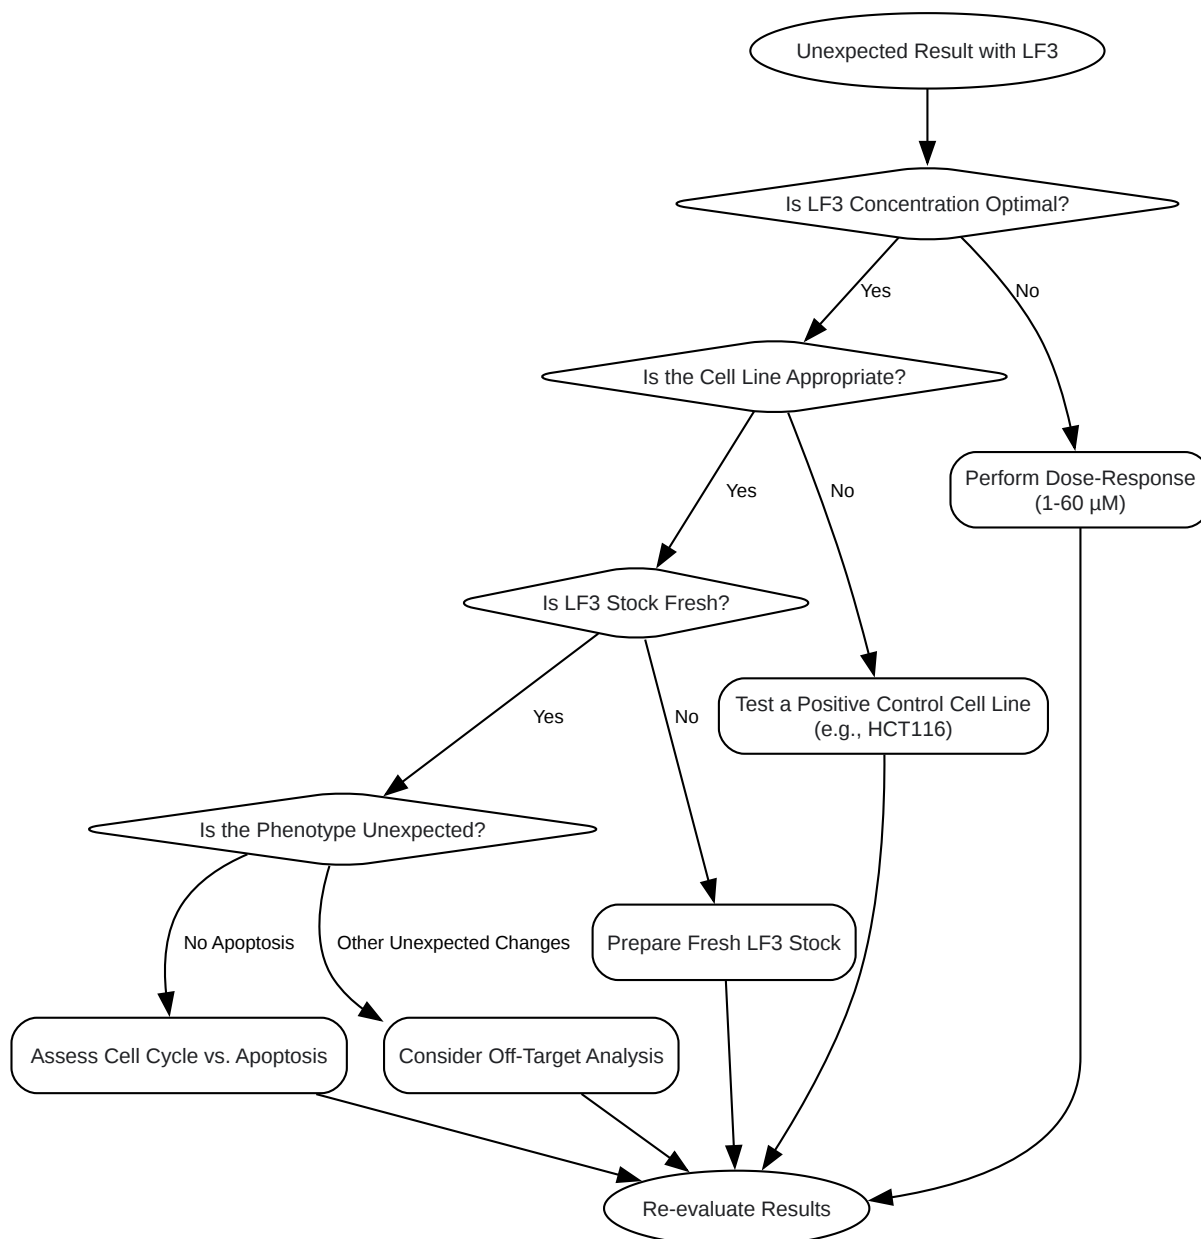 Unexpected Result with LF3
Is LF3 Concentration Optimal?
Yes
No
Is the Cell Line Appropriate?
Perform Dose-Response
(1-60 µM)
Yes
No
Is LF3 Stock Fresh?
Test a Positive Control Cell Line
(e.g., HCT116)
Yes
No
Is the Phenotype Unexpected?
No Apoptosis
Other Unexpected Changes
Prepare Fresh LF3 Stock
Assess Cell Cycle vs. Apoptosis
Consider Off-Target Analysis
Re-evaluate Results